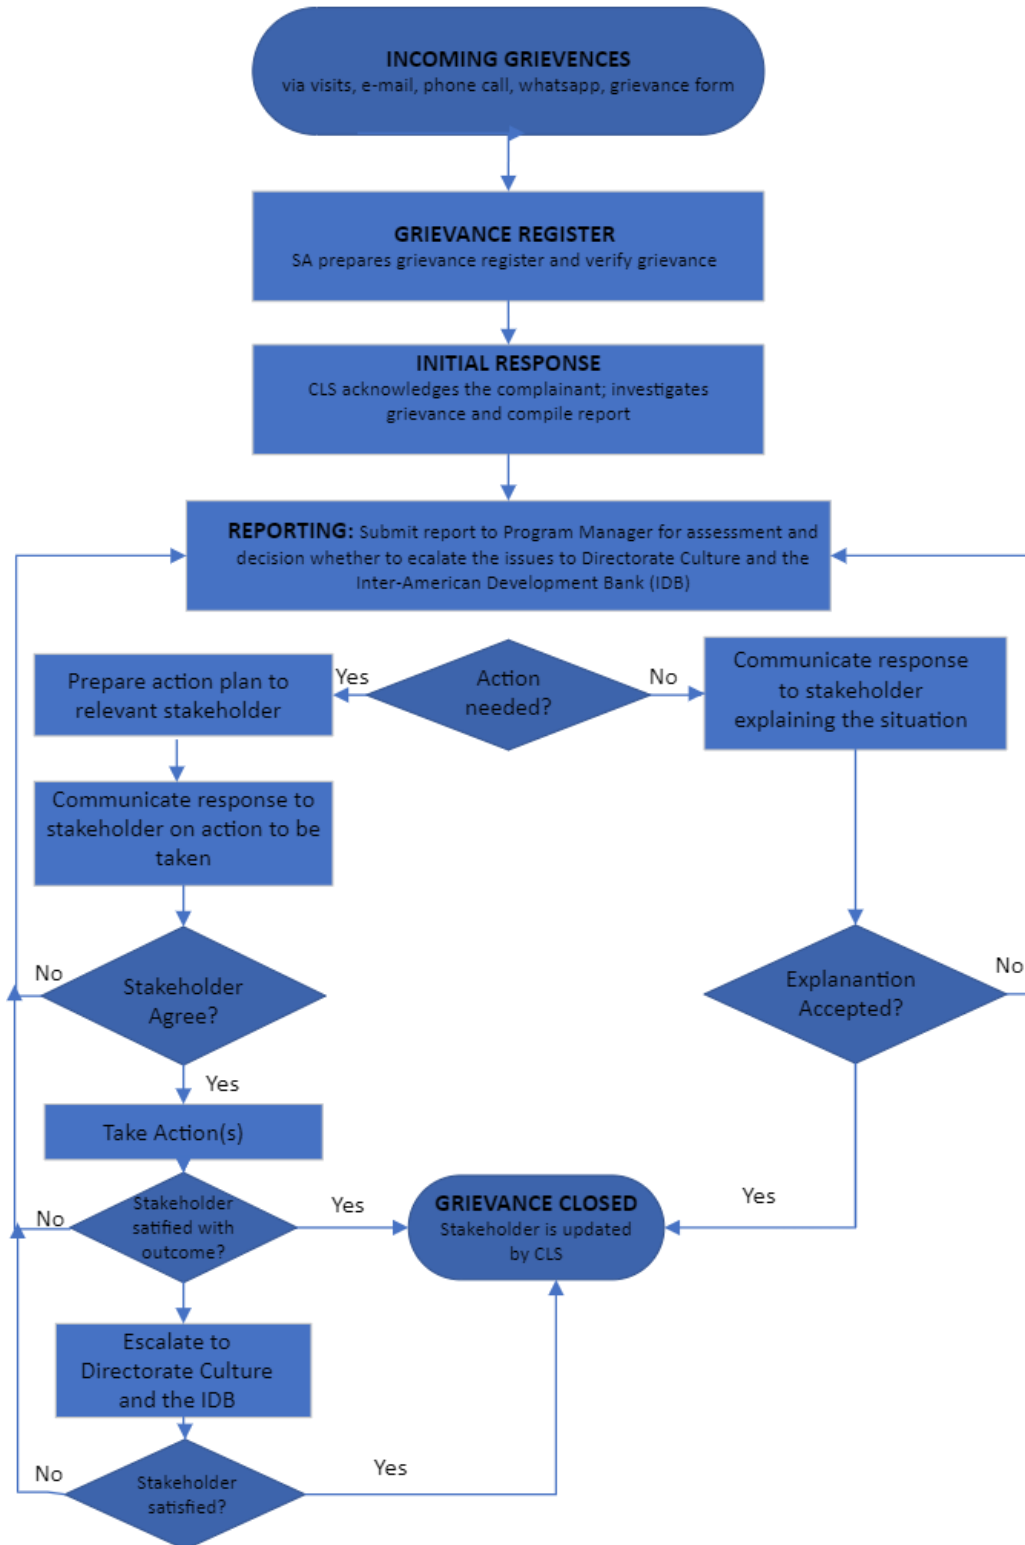 INCOMING GRIEVENCES
via visits, e-mail, phone call, whatsapp, grievance form
GRIEVANCE REGISTER
SA prepares grievance register and verify grievance
INITIAL RESPONSE
CLS acknowledges the complainant; investigates
grievance and compile report
REPORTING: Submit report to Program Manager for assessment and
decision whether to ecalate the issues to Directorate Culture and the
Inter-American Development Bank (IDB)
Prepare action plan to
relevant stakeholder
Yes
Action
needed?
No
Communicate response
to stakeholder
explaining the situation
Communicate response to
stakeholder on action to be
taken
No
Stakeholder
Agree?
Explanantion
Accepted?
No
Yes
Take Action(s)
No
Stakeholder
satified with
outcome?
Yes
GRIEVANCE CLOSED
Stakeholder is updated
by CLS
Yes
Escalate to
Directorate Culture
and the IDB
No
Stakeholder
satisfied?
Yes